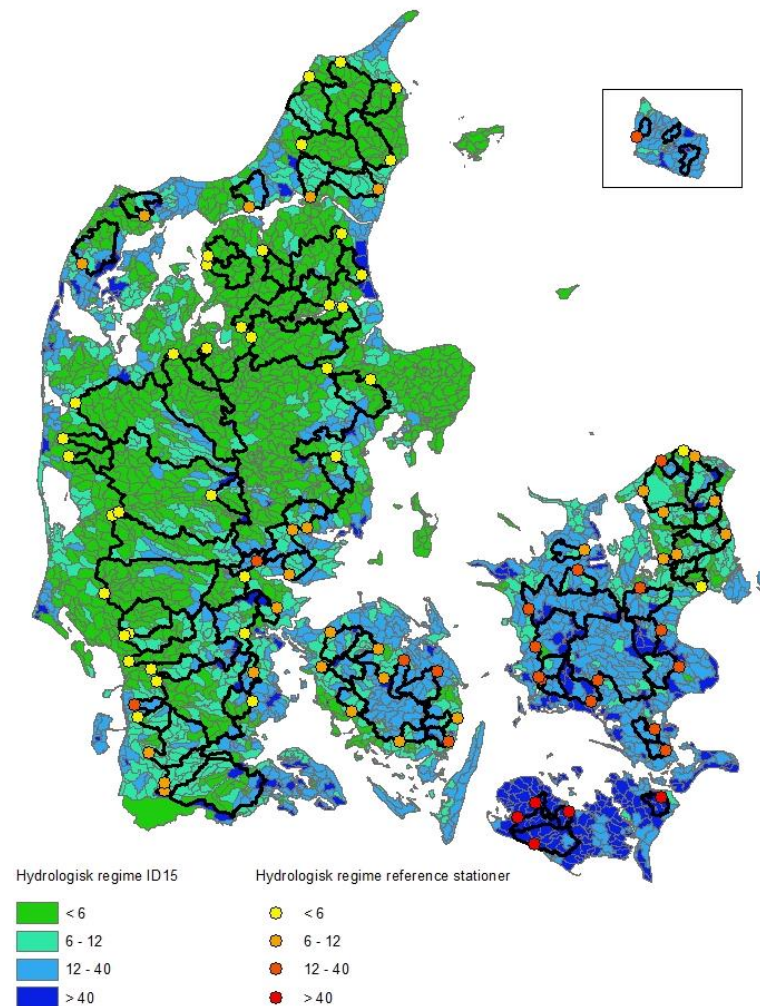 Hydrologisk regime ID15
< 6
6 - 12
12 - 40
> 40
Hydrologisk regime reference stationer
< 6
6 - 12
12 - 40
> 40